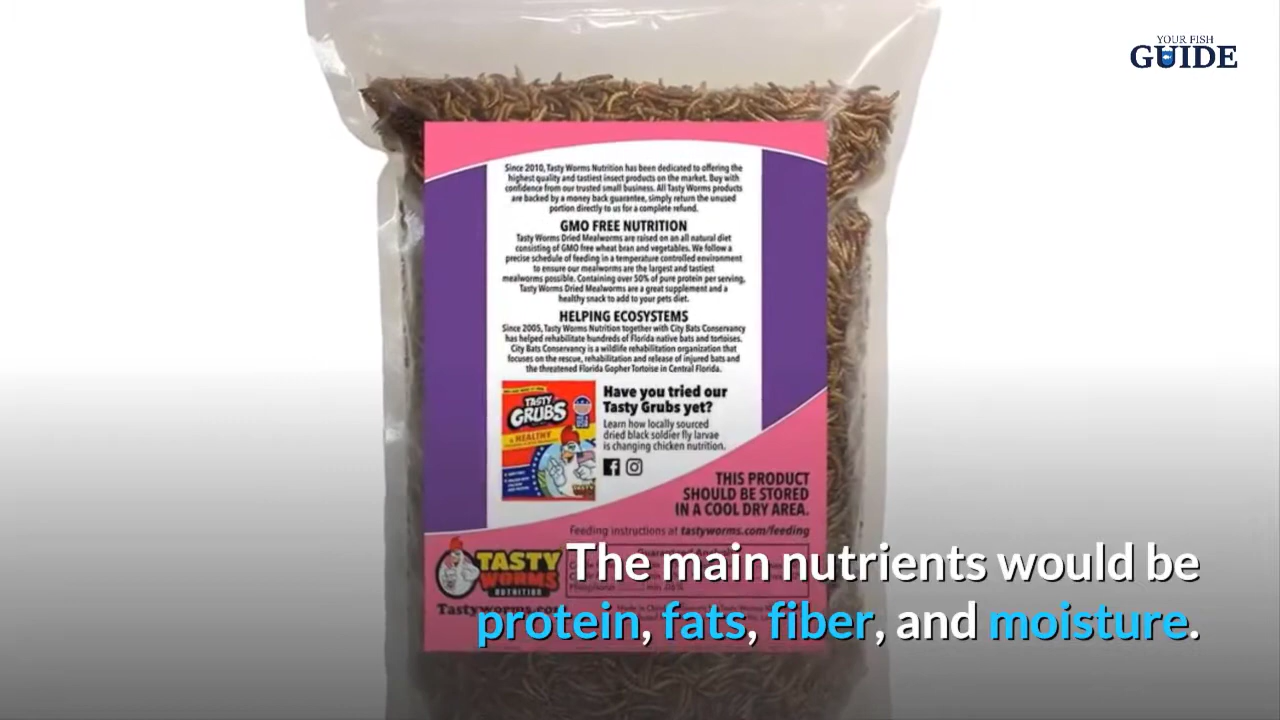 YOUR FISH
GUIDE
Since 2010, Tasty Worms Nutrition has been dedicated to offering the
highest quality and tastiest insect products on the market. Buy with
confidence from our trusted small business. All Tasty Worms products
are backed by a money back guarantee, simply return the unused
portion directly to us for a complete refund.
GMO FREE NUTRITION
Tasty Worms Dried Mealworms are raised on an all natural diet
consisting of GMO free wheat bran and vegetables. We follow a
precise schedule of feeding in a temperature controlled environment
to ensure our mealworms are the largest and tastiest
mealworms possible. Containing over 50% of pure protein per serving,
Tasty Worms Dried Mealworms are a great supplement and a
healthy snack to add to your pets diet.
HELPING ECOSYSTEMS
Since 2005, Tasty Worms Nutrition together with City Bats Conservancy
has helped rehabilitate hundreds of Florida native bats and tortoises.
City Bats Conservancy is a wildlife rehabilitation organization that
focuses on the rescue, rehabilitation and release of injured bats and
the threatened Florida Gopher Tortoise in Central Florida.
TASTY
GRUBS
HEALTHY
Have you tried our
Tasty Grubs yet?
Learn how locally sourced
dried black soldier fly larvae
is changing chicken nutrition.
THIS PRODUCT
SHOULD BE STORED
IN A COOL DRY AREA.
Feeding instructions at tastyworms.com/feeding
TASTY
WORMS
NUTRITION
The main nutrients would be
protein, fats, fiber, and moisture.